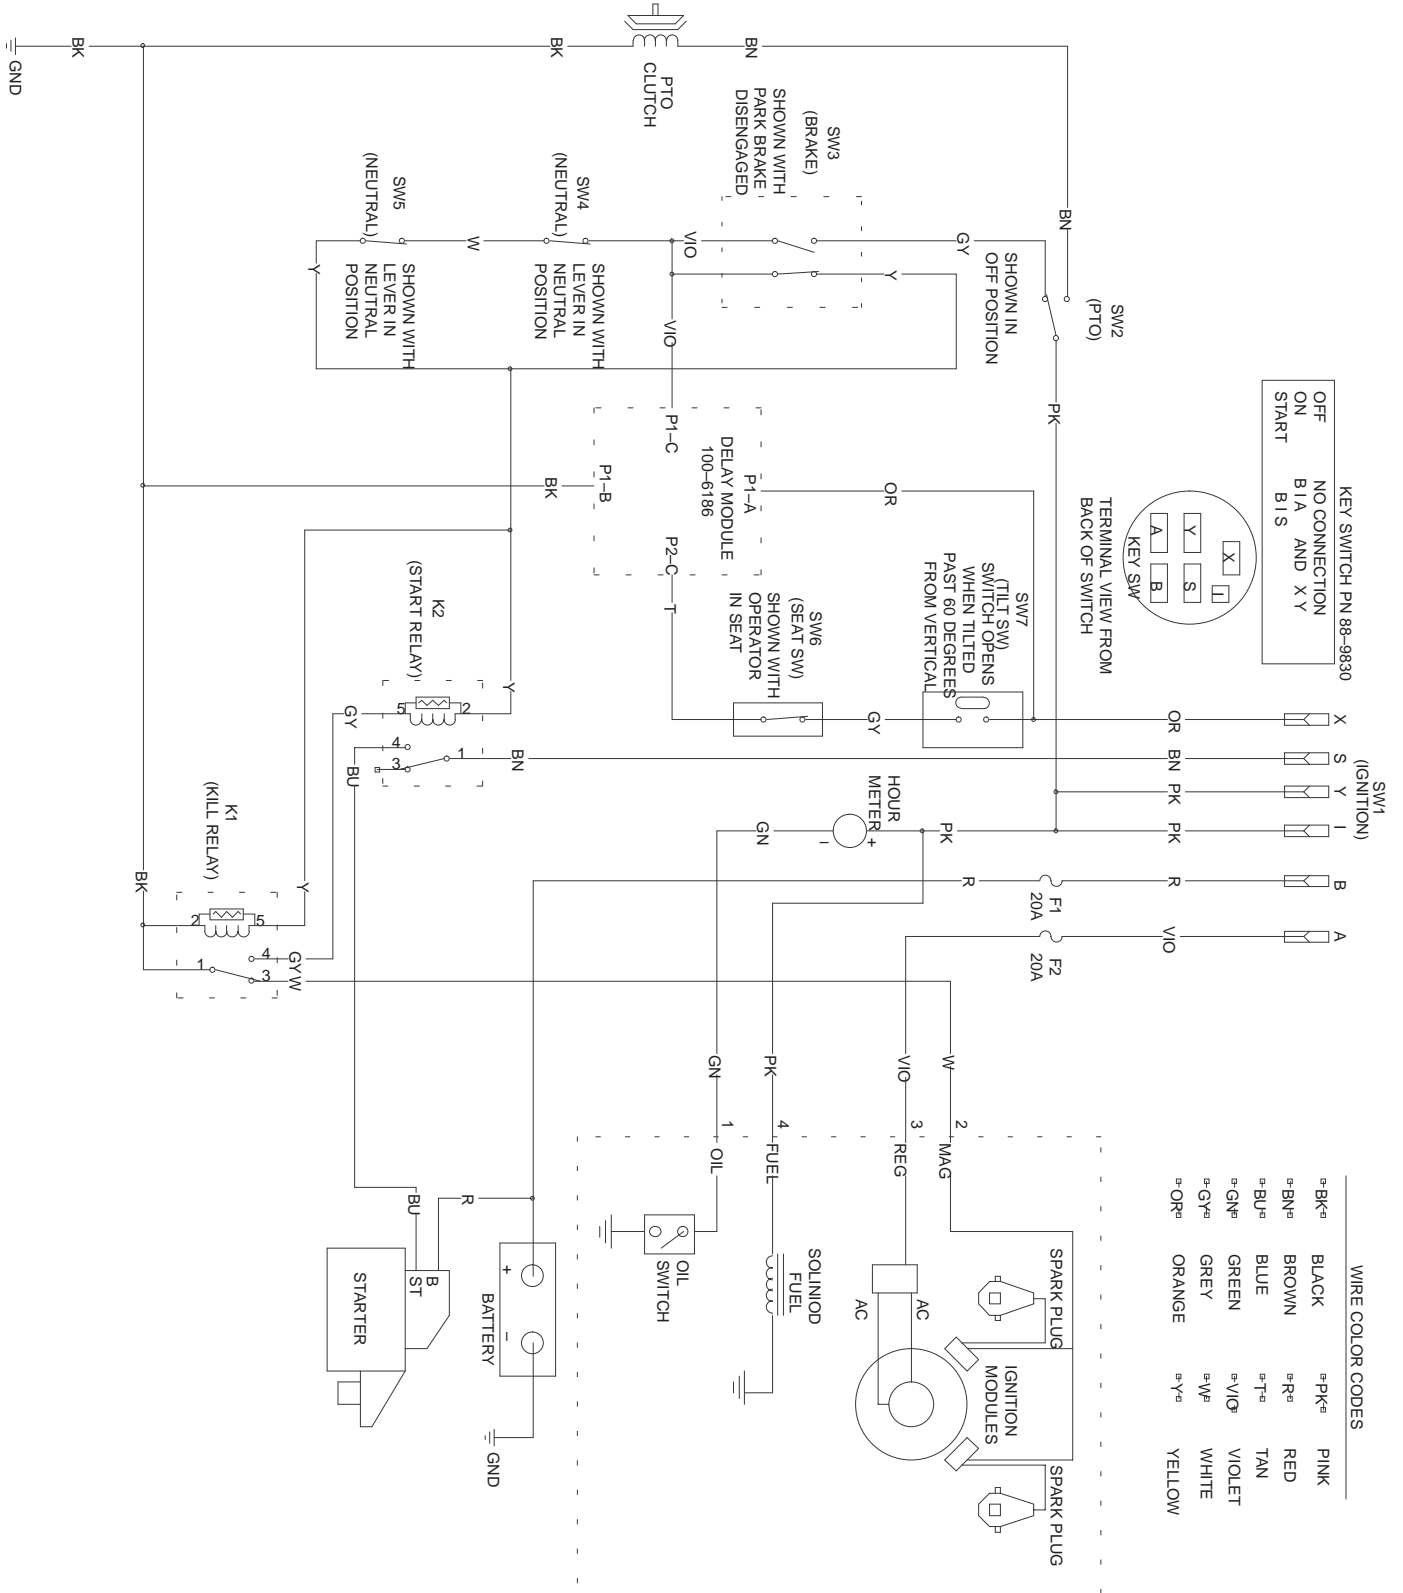 KEY SWITCH PN 88–9830
OFF NO CONNECTION
ON B I A AND X Y
START B I S
TERMINAL VIEW FROM
BACK OF SWITCH
KEY SW
X
I
Y
S
A
B
SW1
(IGNITION)
X
S
Y
I
B
A
OR
BN
PK
PK
R
VIO
F1
20A
F2
20A
WIRE COLOR CODES
BK BLACK
BN BROWN
BU BLUE
GN GREEN
GY GREY
OR ORANGE
PK PINK
R RED
T TAN
VIO VIOLET
W WHITE
Y YELLOW
SW2
(PTO)
SHOWN IN
OFF POSITION
BN
PK
GY
BN
PTO
CLUTCH
BK
BK
GND
SW3
(BRAKE)
SHOWN WITH
PARK BRAKE
DISENGAGED
Y
VIO
VIO
SW4
(NEUTRAL)
SHOWN WITH
LEVER IN
NEUTRAL
POSITION
W
SW5
(NEUTRAL)
SHOWN WITH
LEVER IN
NEUTRAL
POSITION
Y
P1–A
P1–C
DELAY MODULE
100–6186
P1–B
P2–C
OR
BK
T
SW7
(TILT SW)
SWITCH OPENS
WHEN TILTED
PAST 60 DEGREES
FROM VERTICAL
SW6
(SEAT SW)
SHOWN WITH
OPERATOR
IN SEAT
GY
HOUR
METER
+
–
PK
GN
R
K2
(START RELAY)
Y
5
2
4
3
1
GY
BU
BN
K1
(KILL RELAY)
Y
BK
2
5
1
4
3
GY
W
GN
PK
VIO
W
1
4
3
2
OIL
FUEL
REG
MAG
OIL
SWITCH
SOLINIOD
FUEL
AC
AC
SPARK PLUG
IGNITION
MODULES
SPARK PLUG
BU
R
B
ST
STARTER
+
–
BATTERY
GND